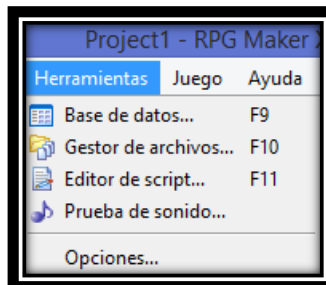 Project1 - RPG Maker
Herramientas Juego Ayuda
Base de datos... F9
Gestor de archivos... F10
Editor de script... F11
Prueba de sonido...
Opciones...